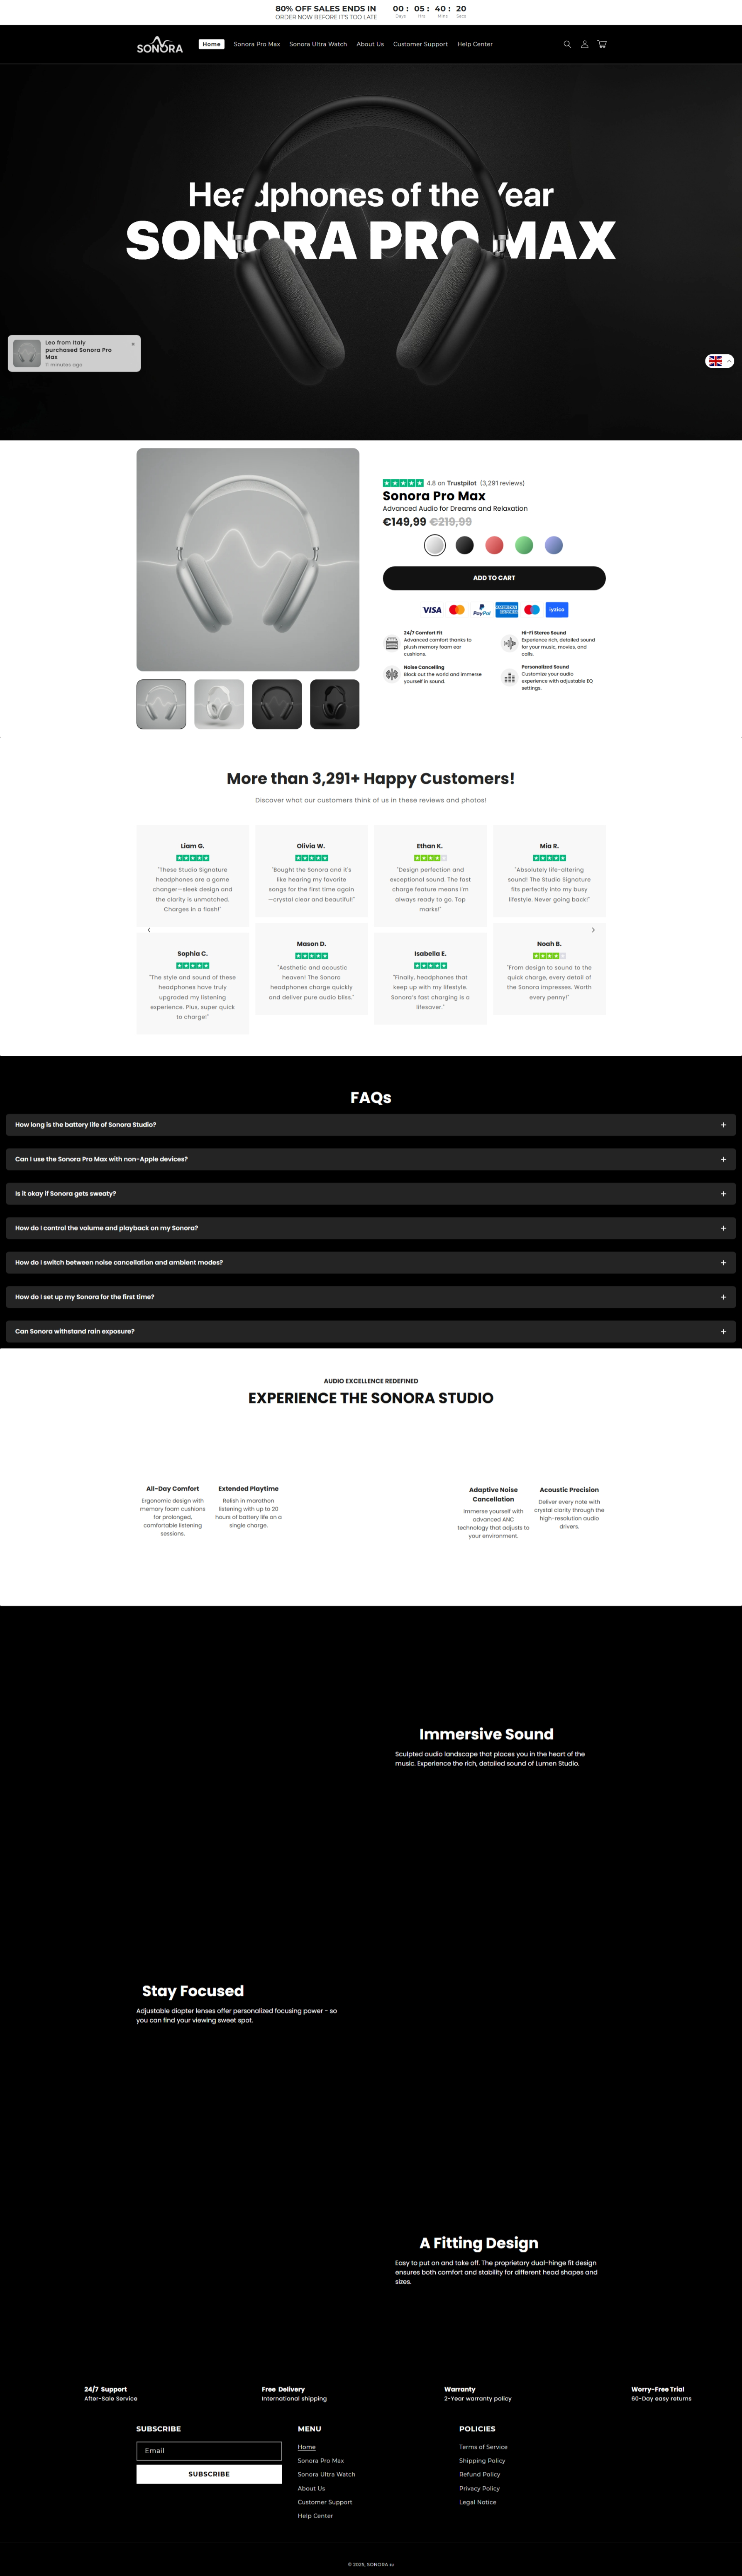 80% OFF SALES ENDS IN
ORDER NOW BEFORE IT'S TOO LATE
00 : 05 : 40 : 20
Days Hrs Mins Secs
SONORA
Home
Sonora Pro Max
Sonora Ultra Watch
About Us
Customer Support
Help Center
Headphones of the Year
SONORA PRO MAX
Leo from Italy
purchased Sonora Pro
Max
11 minutes ago
×
4.8 on Trustpilot (3,291 reviews)
Sonora Pro Max
Advanced Audio for Dreams and Relaxation
€149,99 €219,99
ADD TO CART
VISA
PayPal
AMERICAN EXPRESS
iyzico
24/7 Comfort Fit
Advanced comfort thanks to
plush memory foam ear
cushions.
Hi-Fi Stereo Sound
Experience rich, detailed sound
for your music, movies, and
calls.
Noise Cancelling
Block out the world and immerse
yourself in sound.
Personalized Sound
Customize your audio
experience with adjustable EQ
settings.
More than 3,291+ Happy Customers!
Discover what our customers think of us in these reviews and photos!
Liam G.
"These Studio Signature
headphones are a game
changer—sleek design and
the clarity is unmatched.
Charges in a flash!"
Olivia W.
"Bought the Sonora and it's
like hearing my favorite
songs for the first time again
—crystal clear and beautiful!"
Ethan K.
"Design perfection and
exceptional sound. The fast
charge feature means I'm
always ready to go. Top
marks!"
Mia R.
"Absolutely life-altering
sound! The Studio Signature
fits perfectly into my busy
lifestyle. Never going back!"
Sophia C.
"The style and sound of these
headphones have truly
upgraded my listening
experience. Plus, super quick
to charge!"
Mason D.
"Aesthetic and acoustic
heaven! The Sonora
headphones charge quickly
and deliver pure audio bliss."
Isabella E.
"Finally, headphones that
keep up with my lifestyle.
Sonora's fast charging is a
lifesaver."
Noah B.
"From design to sound to the
quick charge, every detail of
the Sonora impresses. Worth
every penny!"
FAQs
How long is the battery life of Sonora Studio?
Can I use the Sonora Pro Max with non-Apple devices?
Is it okay if Sonora gets sweaty?
How do I control the volume and playback on my Sonora?
How do I switch between noise cancellation and ambient modes?
How do I set up my Sonora for the first time?
Can Sonora withstand rain exposure?
AUDIO EXCELLENCE REDEFINED
EXPERIENCE THE SONORA STUDIO
All-Day Comfort
Ergonomic design with
memory foam cushions
for prolonged,
comfortable listening
sessions.
Extended Playtime
Relish in marathon
listening with up to 20
hours of battery life on a
single charge.
Adaptive Noise
Cancellation
Immerse yourself with
advanced ANC
technology that adjusts to
your environment.
Acoustic Precision
Deliver every note with
crystal clarity through the
high-resolution audio
drivers.
Immersive Sound
Sculpted audio landscape that places you in the heart of the
music. Experience the rich, detailed sound of Lumen Studio.
Stay Focused
Adjustable diopter lenses offer personalized focusing power - so
you can find your viewing sweet spot.
A Fitting Design
Easy to put on and take off. The proprietary dual-hinge fit design
ensures both comfort and stability for different head shapes and
sizes.
24/7 Support
After-Sale Service
Free Delivery
International shipping
Warranty
2-Year warranty policy
Worry-Free Trial
60-Day easy returns
SUBSCRIBE
Email
SUBSCRIBE
MENU
Home
Sonora Pro Max
Sonora Ultra Watch
About Us
Customer Support
Help Center
POLICIES
Terms of Service
Shipping Policy
Refund Policy
Privacy Policy
Legal Notice
© 2025, SONORA